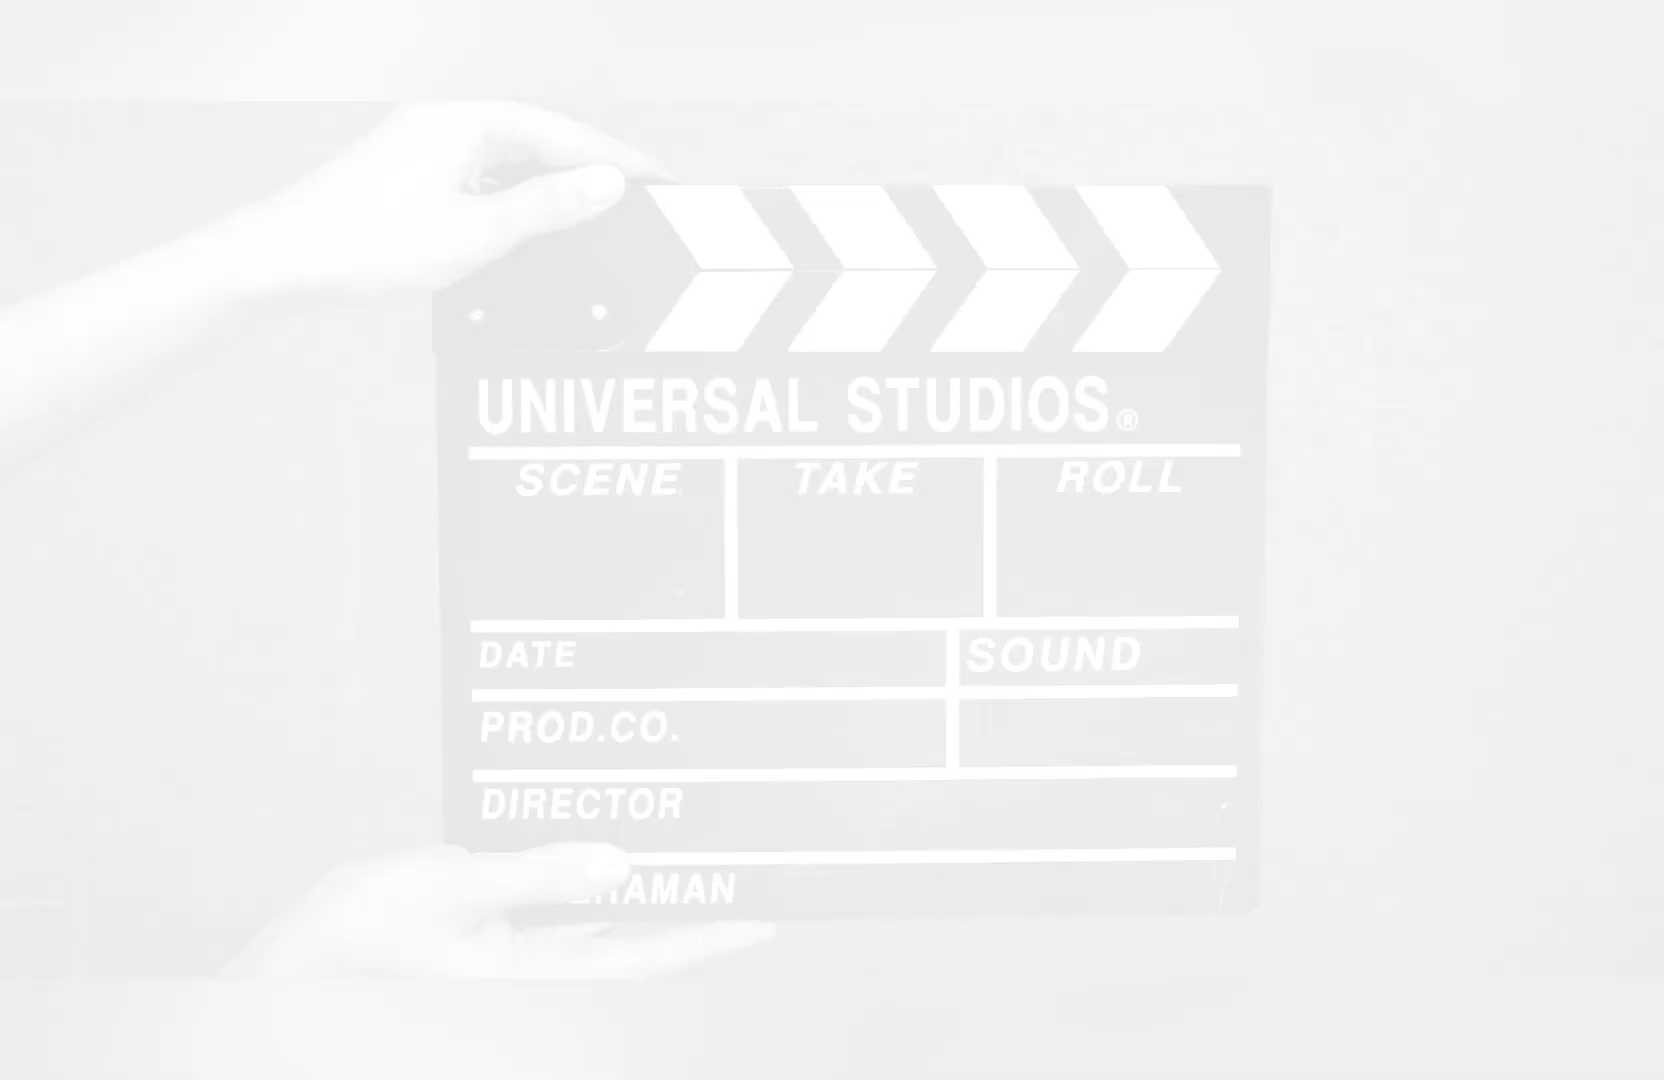 UNIVERSAL STUDIOS®
SCENE TAKE ROLL
DATE SOUND
PROD.CO.
DIRECTOR